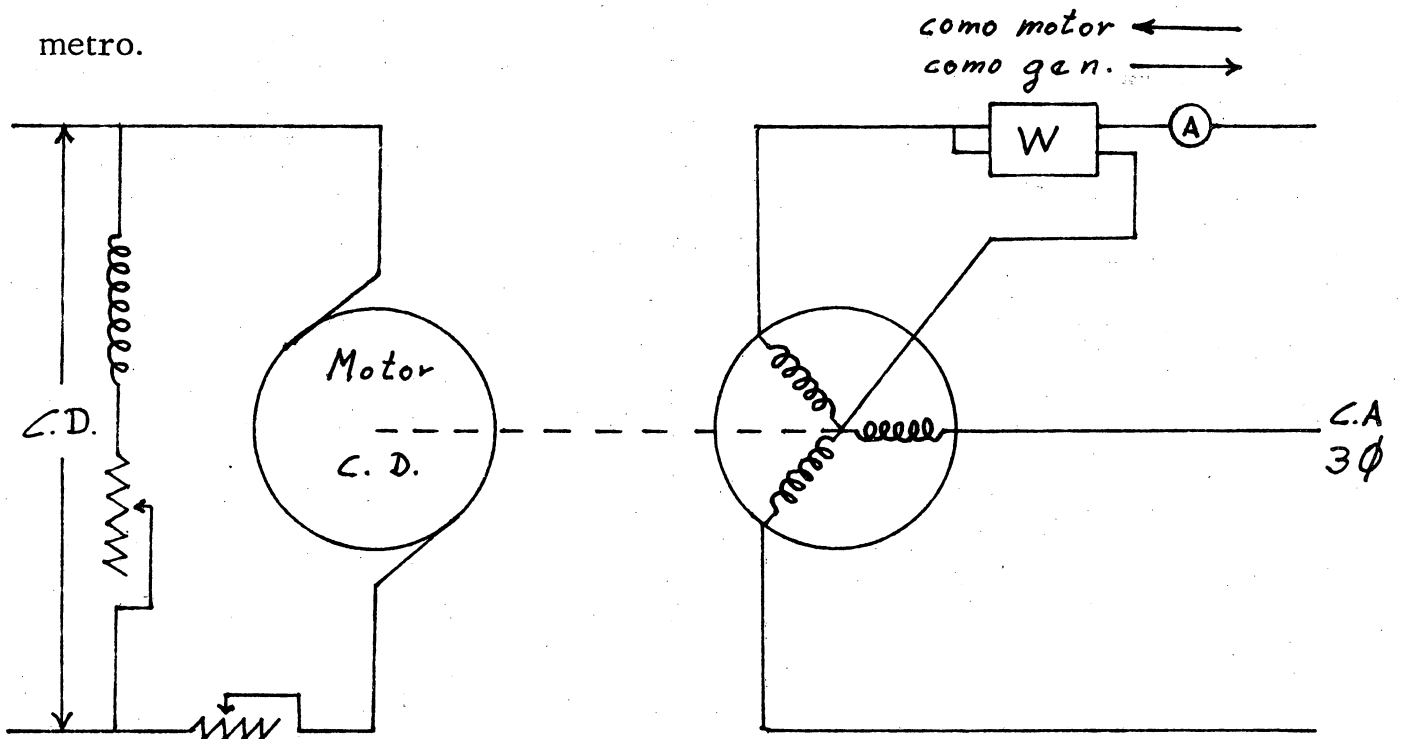 metro.
como motor
como gen.
W
A
Motor
C. D.
C.D.
C.A
3Ø